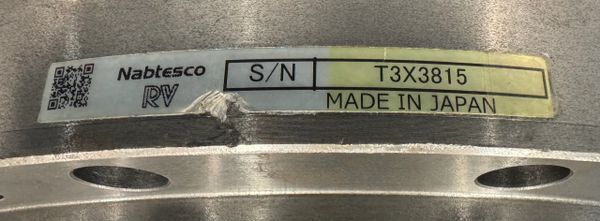 Nabtesco S/N T3X3815
RV MADE IN JAPAN